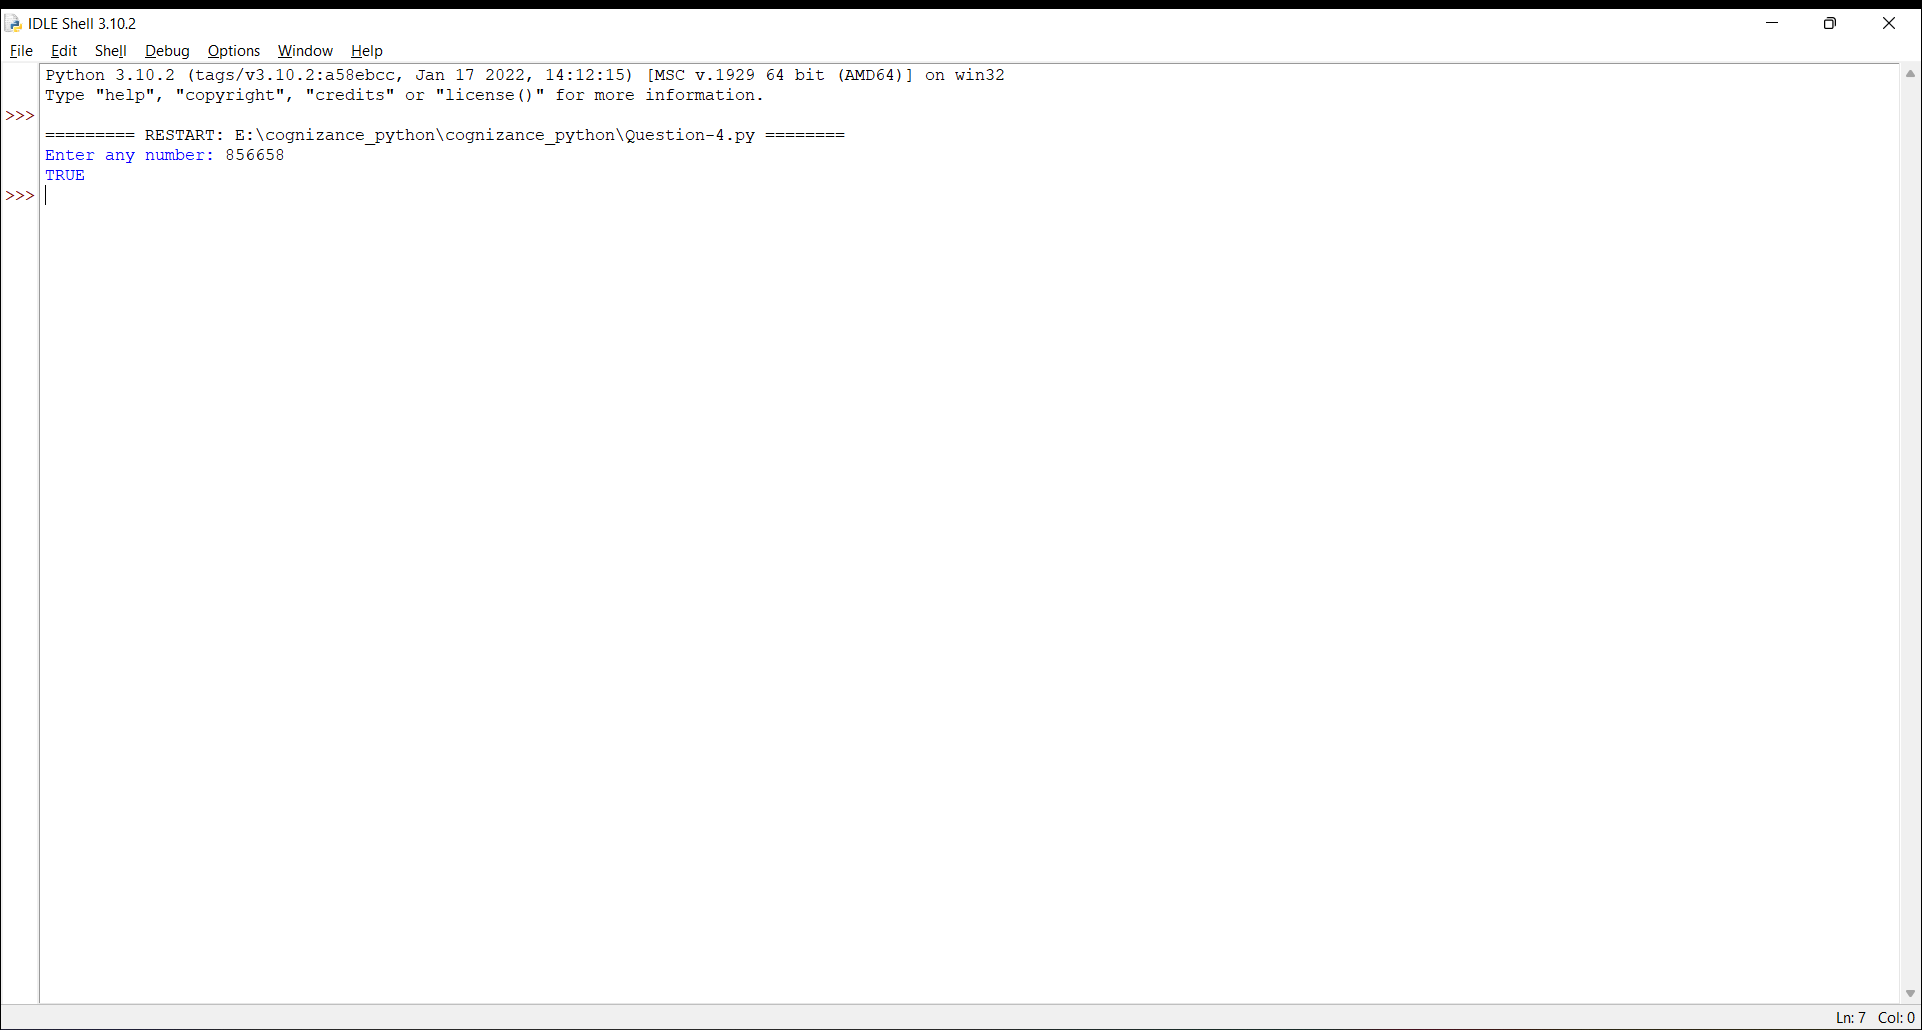 IDLE Shell 3.10.2
File Edit Shell Debug Options Window Help
Python 3.10.2 (tags/v3.10.2:a58ebcc, Jan 17 2022, 14:12:15) [MSC v.1929 64 bit (AMD64)] on win32
Type "help", "copyright", "credits" or "license()" for more information.
>>>
========= RESTART: E:\cognizance_python\cognizance_python\Question-4.py ========
Enter any number: 856658
TRUE
>>>
Ln: 7 Col: 0